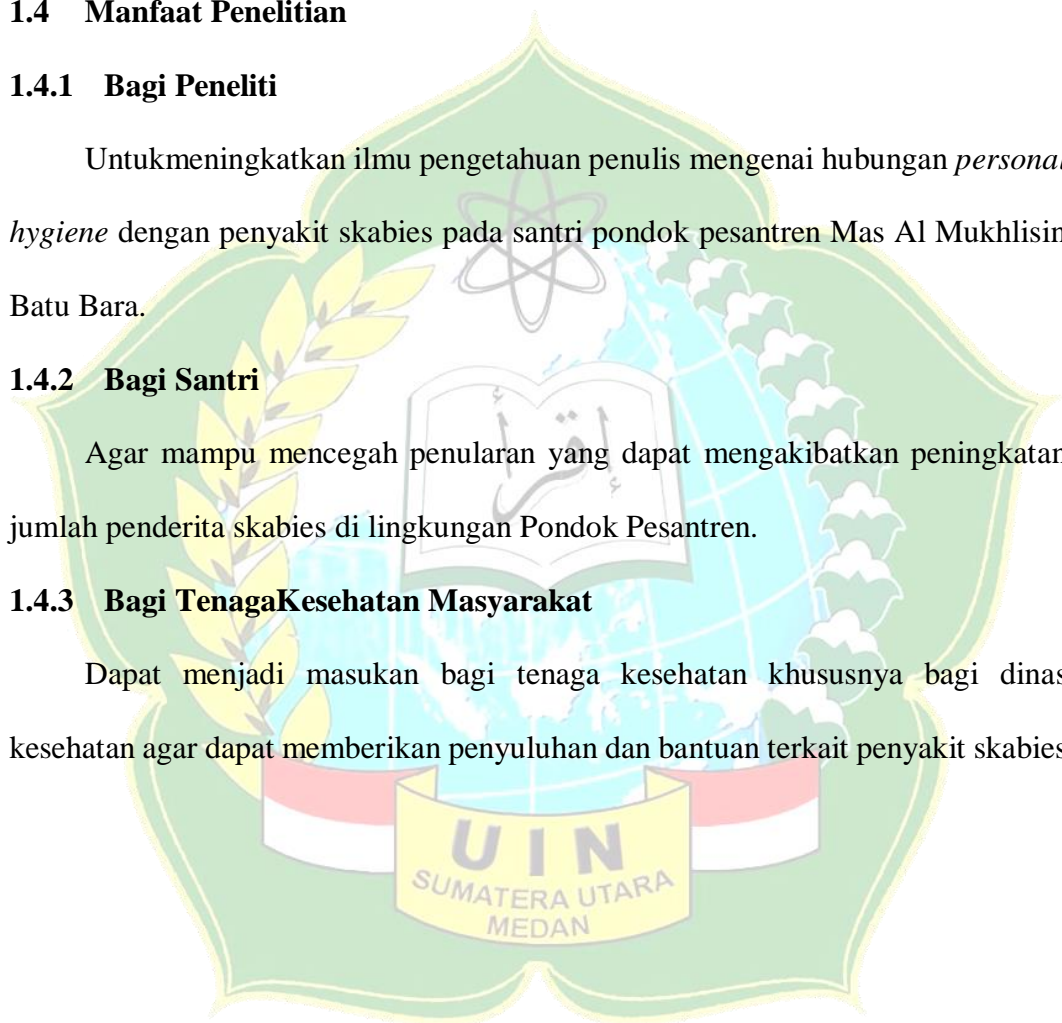 1.4 Manfaat Penelitian
1.4.1 Bagi Peneliti
Untukmeningkatkan ilmu pengetahuan penulis mengenai hubungan personal
hygiene dengan penyakit skabies pada santri pondok pesantren Mas Al Mukhlisin
Batu Bara.
1.4.2 Bagi Santri
إقرأ
Agar mampu mencegah penularan yang dapat mengakibatkan peningkatan
jumlah penderita skabies di lingkungan Pondok Pesantren.
1.4.3 Bagi TenagaKesehatan Masyarakat
Dapat menjadi masukan bagi tenaga kesehatan khususnya bagi dinas
kesehatan agar dapat memberikan penyuluhan dan bantuan terkait penyakit skabies
UIN
SUMATERA UTARA
MEDAN